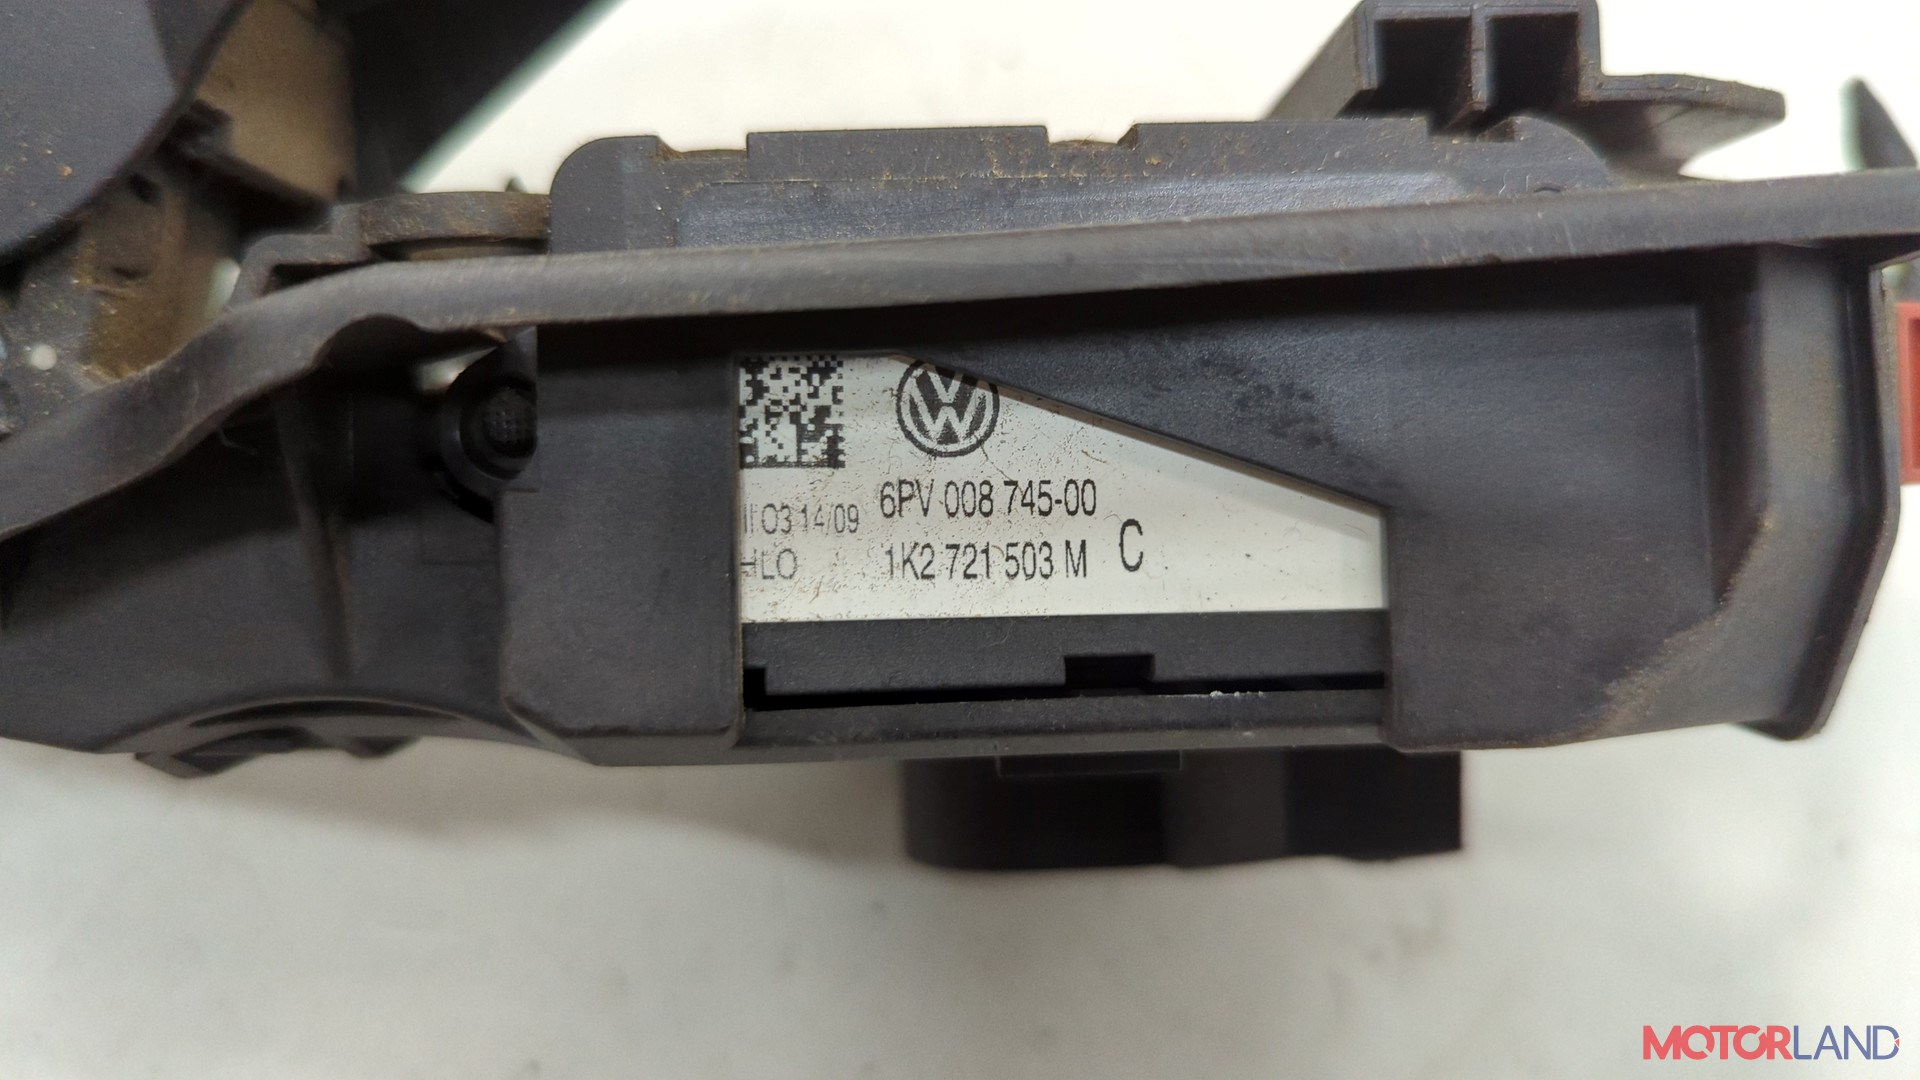 6PV 008 745-00
03 14/09
HLO
1K2 721 503 M C
MOTORLAND